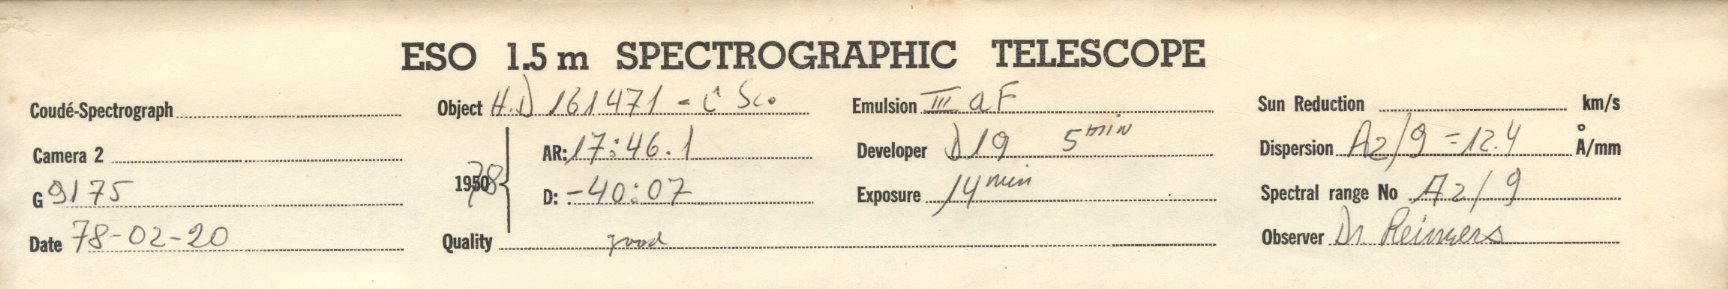 ESO 1.5 m SPECTROGRAPHIC TELESCOPE
Coudé-Spectrograph Object H.D 161471 - ι' Sco Emulsion III a F Sun Reduction km/s
Camera 2 AR: 17:46.1 Developer D19 5 min Dispersion A2/9 = 12.4 Å/mm
G 9175 1950 78 D: -40:07 Exposure 14 min Spectral range No A2/9
Date 78-02-20 Quality good Observer Dr Reimers